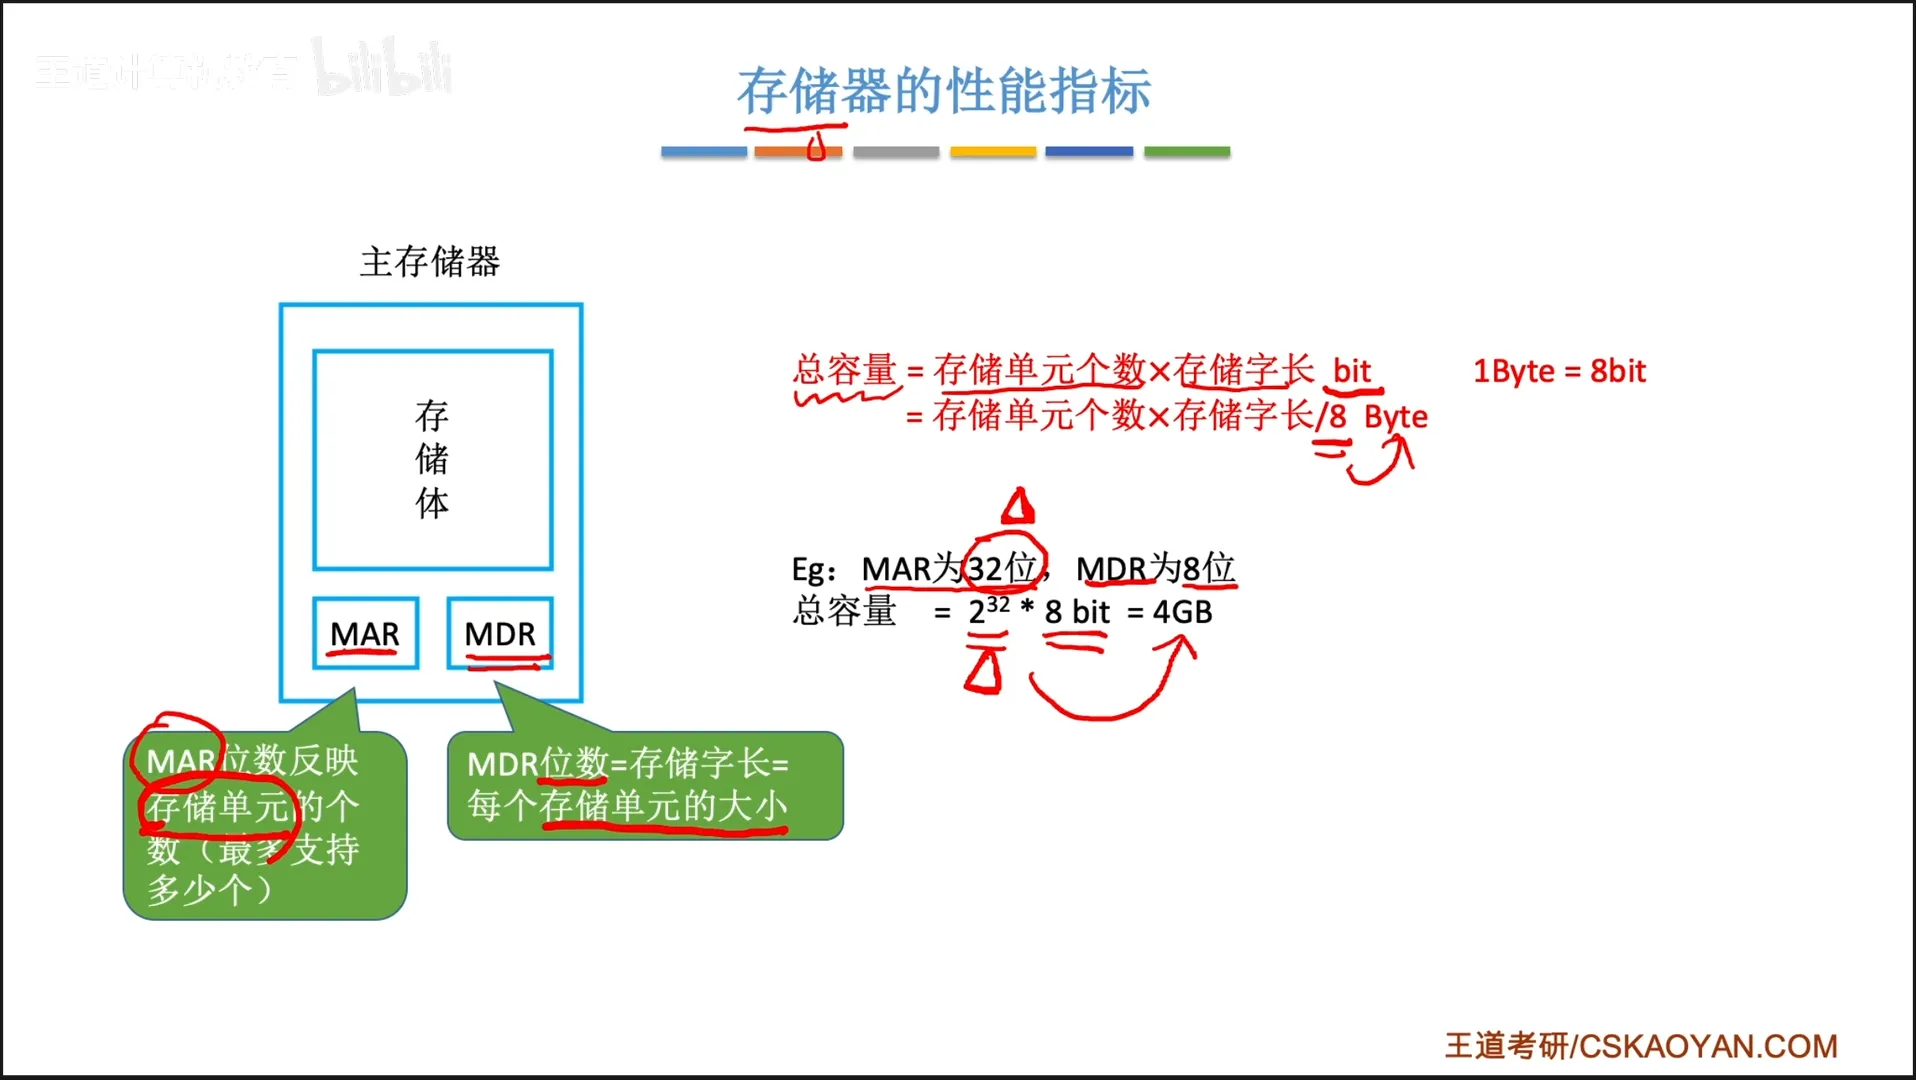 王道计算机教育 bilibili
存储器的性能指标
主存储器
存
储
体
MAR
MDR
MAR位数反映
存储单元的个
数（最多支持
多少个）
MDR位数=存储字长=
每个存储单元的大小
总容量 = 存储单元个数×存储字长 bit 1Byte = 8bit
= 存储单元个数×存储字长/8 Byte
Eg：MAR为32位，MDR为8位
总容量 = 2³² * 8 bit = 4GB
王道考研/CSKAOYAN.COM